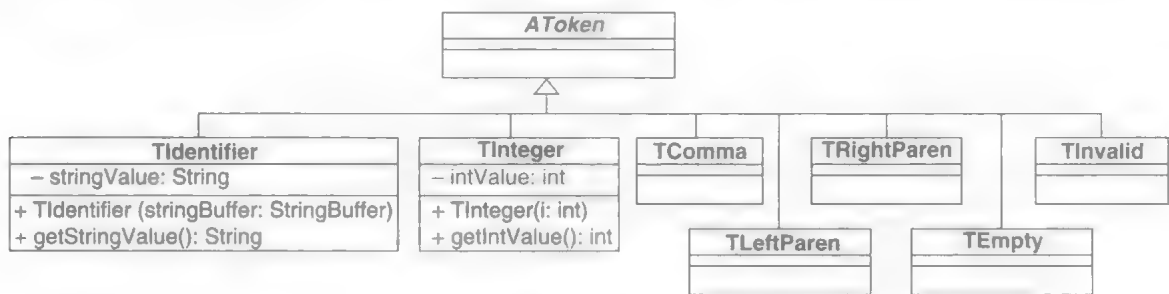 AToken
TIdentifier
– stringValue: String
+ TIdentifier (stringBuffer: StringBuffer)
+ getStringValue(): String
TInteger
– intValue: int
+ TInteger(i: int)
+ getIntValue(): int
TComma
TRightParen
TInvalid
TLeftParen
TEmpty